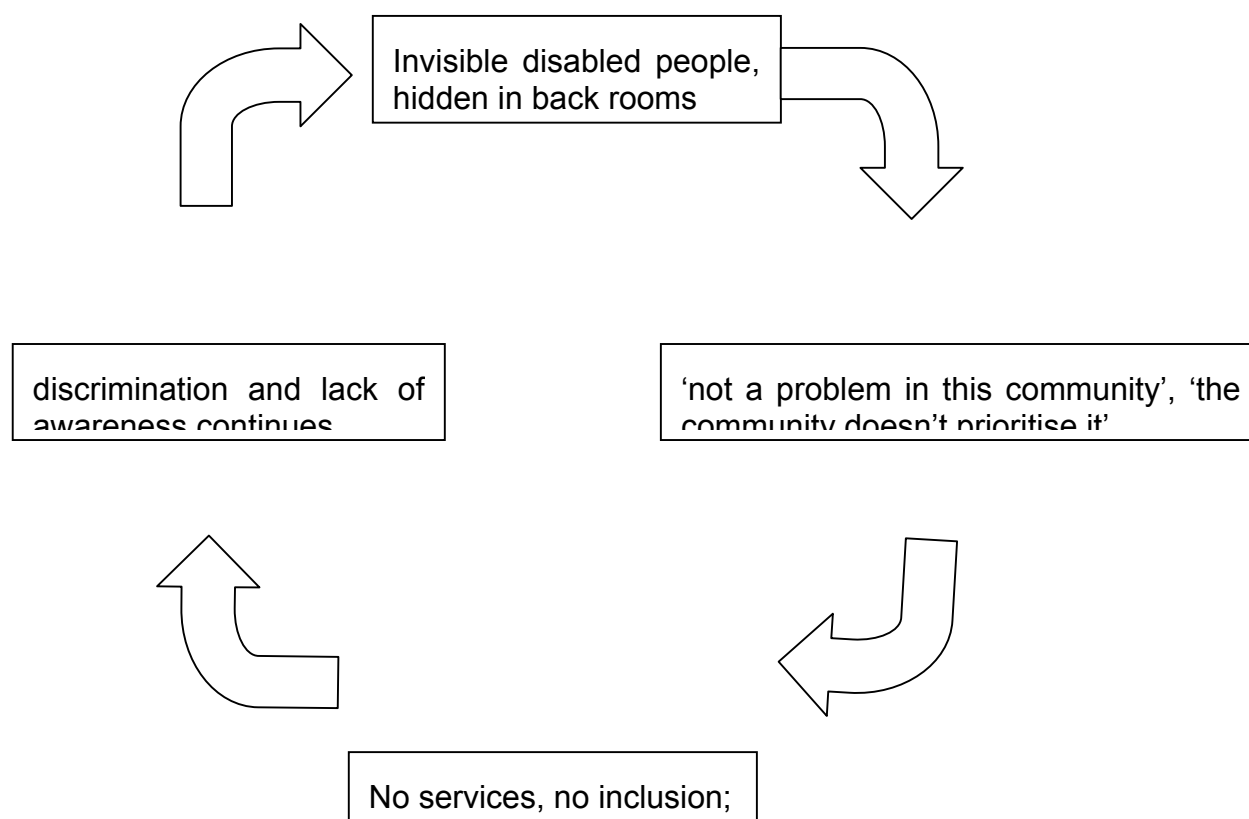 Invisible disabled people,
hidden in back rooms
‘not a problem in this community’, ‘the
community doesn’t prioritise it’
No services, no inclusion;
discrimination and lack of
awareness continues